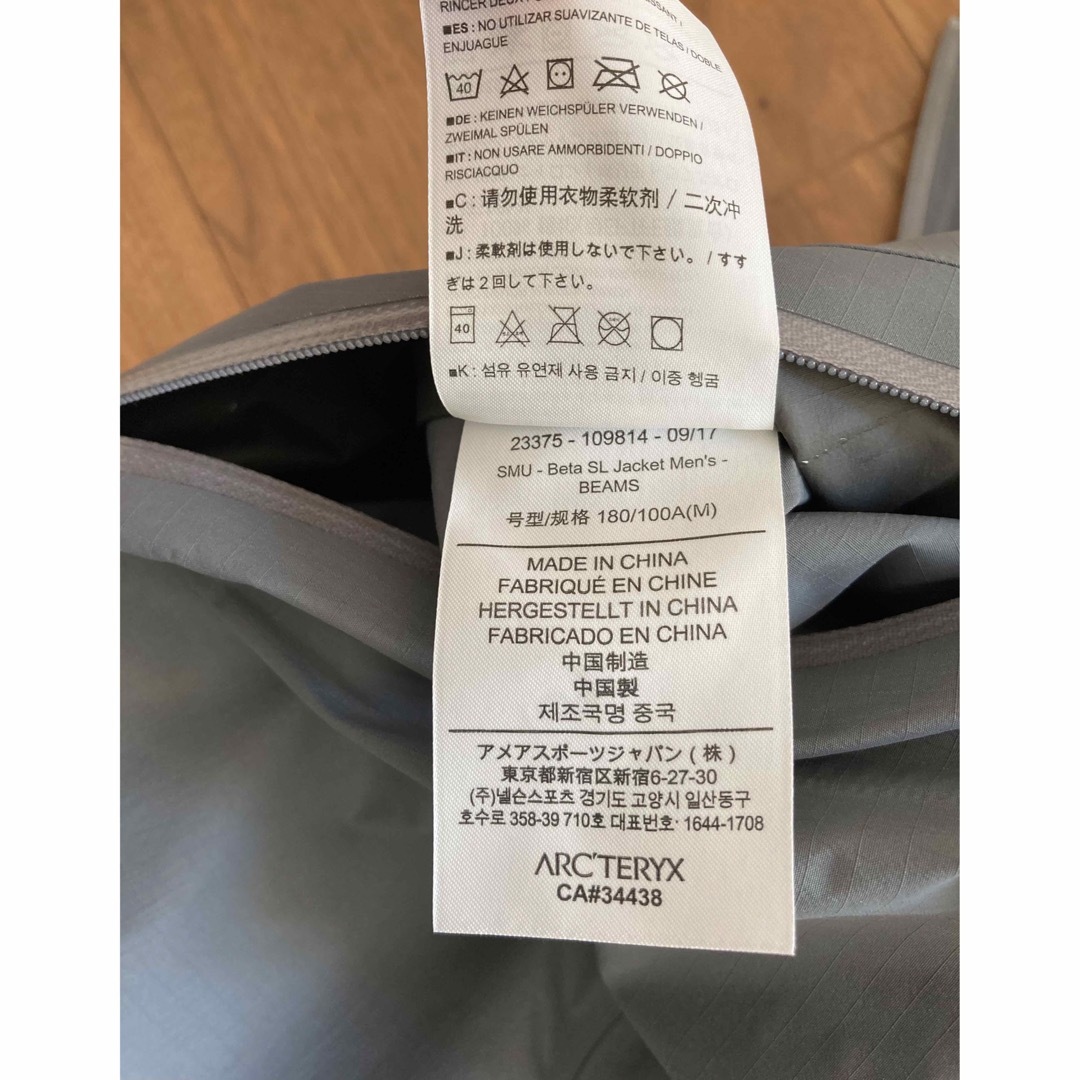 RINCER DEUX
■ES : NO UTILIZAR SUAVIZANTE DE TELAS / DOBLE
ENJUAGUE
40
■DE : KEINEN WEICHSPÜLER VERWENDEN /
ZWEIMAL SPÜLEN
■IT : NON USARE AMMORBIDENTI / DOPPIO
RISCIACQUO
■C : 请勿使用衣物柔软剂 / 二次冲
洗
■J : 柔軟剤は使用しないで下さい。 / すす
ぎは2回して下さい。
40
■K : 섬유 유연제 사용 금지 / 이중 헹굼
23375 - 109814 - 09/17
SMU - Beta SL Jacket Men's -
BEAMS
号型/规格 180/100A(M)
MADE IN CHINA
FABRIQUÉ EN CHINE
HERGESTELLT IN CHINA
FABRICADO EN CHINA
中国制造
中国製
제조국명 중국
アメアスポーツジャパン ( 株 )
東京都新宿区新宿6-27-30
(주)넬슨스포츠 경기도 고양시 일산동구
호수로 358-39 710호 대표번호: 1644-1708
ARC'TERYX
CA#34438